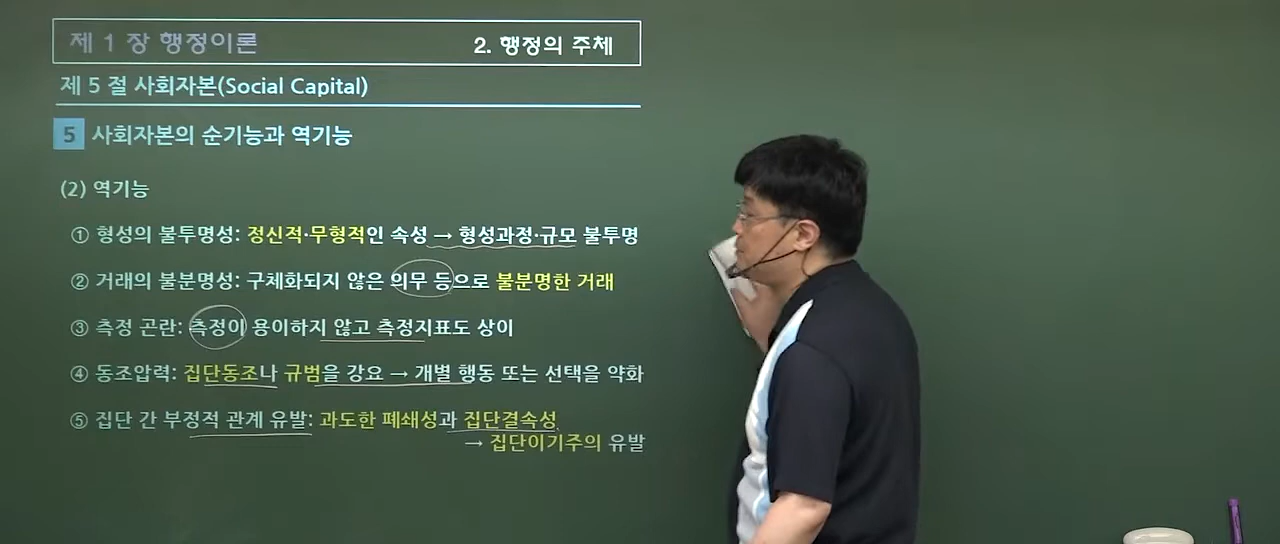 제 1 장 행정이론 2. 행정의 주체
제 5 절 사회자본(Social Capital)
5 사회자본의 순기능과 역기능
(2) 역기능
① 형성의 불투명성: 정신적·무형적인 속성 → 형성과정·규모 불투명
② 거래의 불분명성: 구체화되지 않은 의무 등으로 불분명한 거래
③ 측정 곤란: 측정이 용이하지 않고 측정지표도 상이
④ 동조압력: 집단동조나 규범을 강요 → 개별 행동 또는 선택을 약화
⑤ 집단 간 부정적 관계 유발: 과도한 폐쇄성과 집단결속성
→ 집단이기주의 유발